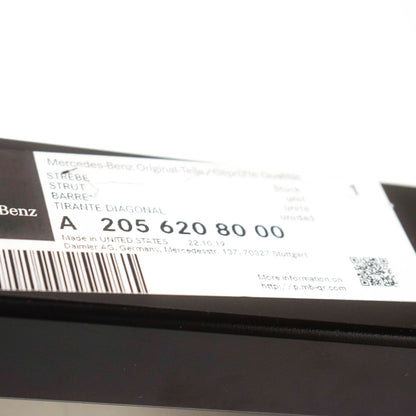 Mercedes-Benz Original-Teile / Geprüfte Qualität
STREBE Stück 1
STRUT unit
BARRE unité
TIRANTE DIAGONAL unidad
Benz
A 205 620 80 00
Made in UNITED STATES 22.10.19
Daimler AG, Germany, Mercedesstr. 137, 70327 Stuttgart
More information on
http://p.mb-qr.com